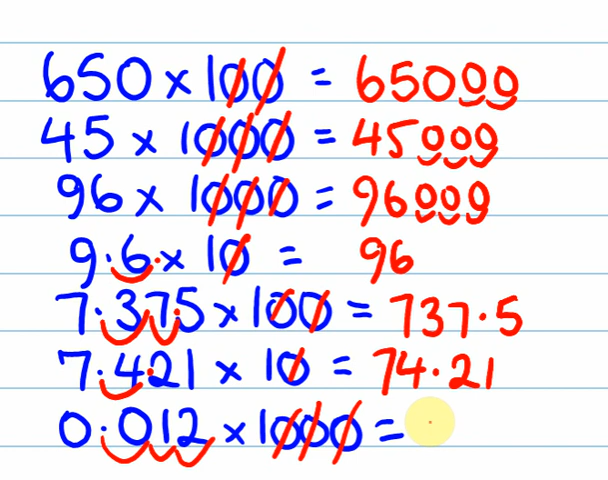 650 × 100 = 65000
45 × 1000 = 45000
96 × 1000 = 96000
9.6 × 10 = 96
7.375 × 100 = 737.5
7.421 × 10 = 74.21
0.012 × 1000 =